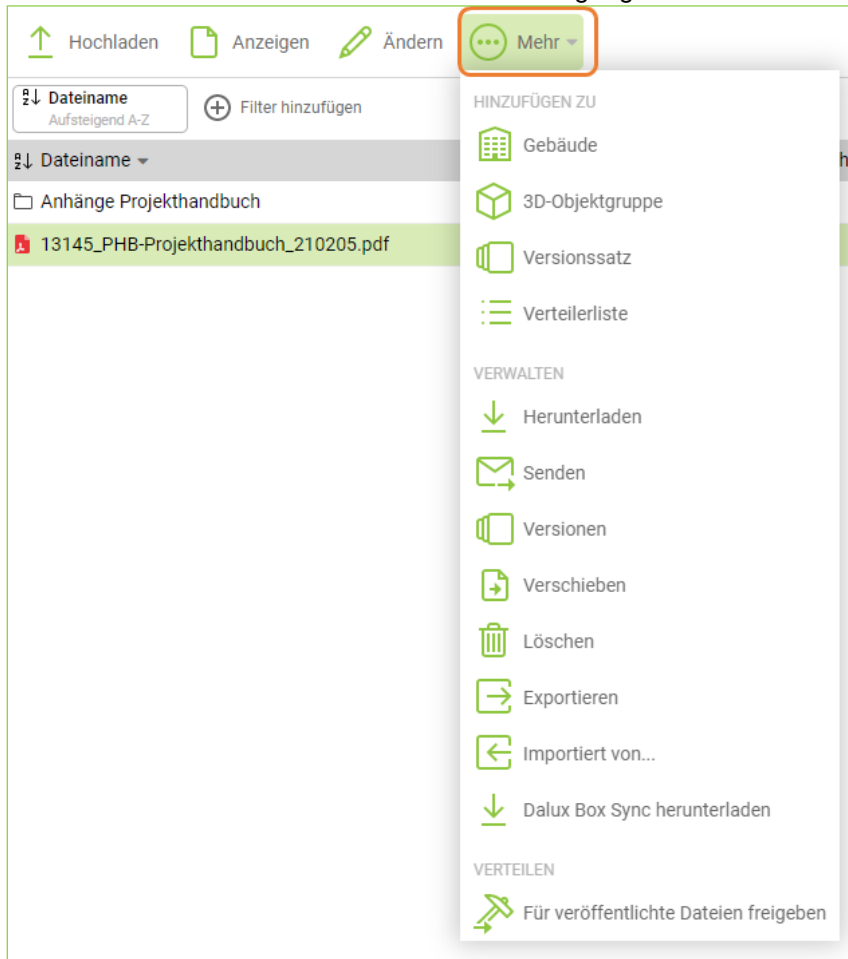 Hochladen Anzeigen Ändern Mehr
Dateiname
Aufsteigend A-Z
Filter hinzufügen
Dateiname
Anhänge Projekthandbuch
13145_PHB-Projekthandbuch_210205.pdf
HINZUFÜGEN ZU
Gebäude
3D-Objektgruppe
Versionssatz
Verteilerliste
VERWALTEN
Herunterladen
Senden
Versionen
Verschieben
Löschen
Exportieren
Importiert von...
Dalux Box Sync herunterladen
VERTEILEN
Für veröffentlichte Dateien freigeben